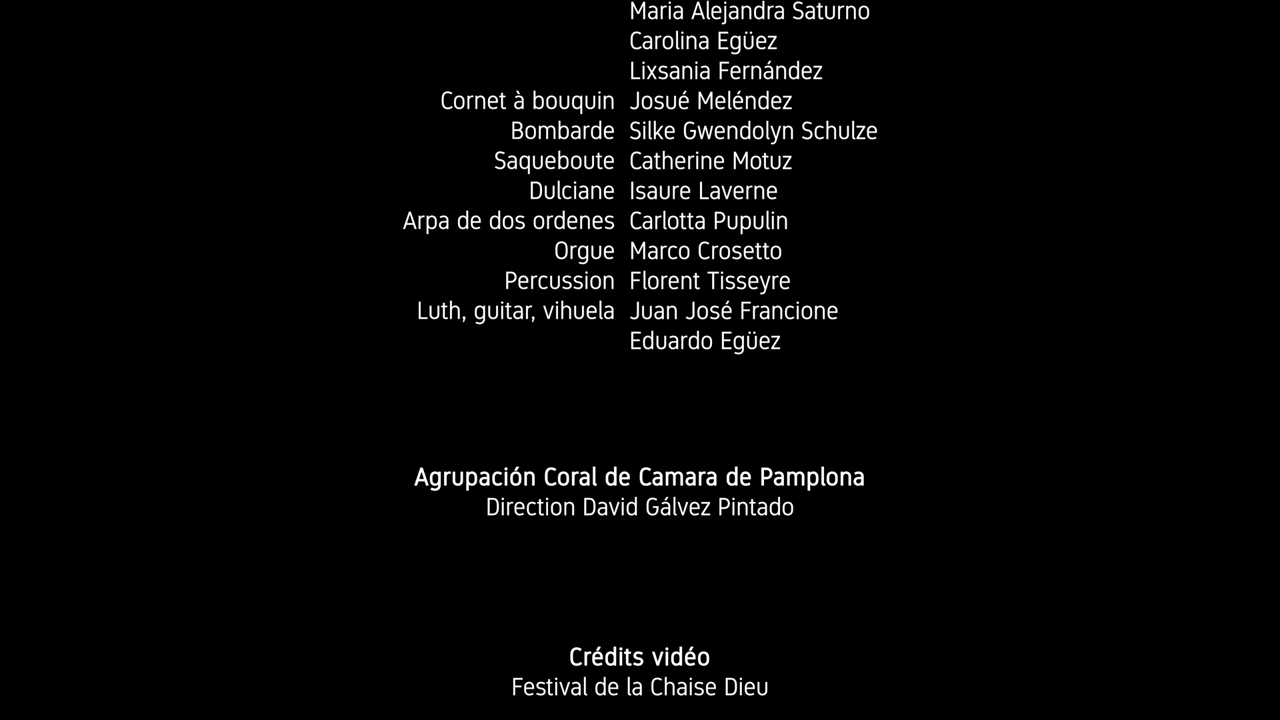 Maria Alejandra Saturno
Carolina Egüez
Lixsania Fernández
Cornet à bouquin Josué Meléndez
Bombarde Silke Gwendolyn Schulze
Saqueboute Catherine Motuz
Dulciane Isaure Laverne
Arpa de dos ordenes Carlotta Pupulin
Orgue Marco Crosetto
Percussion Florent Tisseyre
Luth, guitar, vihuela Juan José Francione
Eduardo Egüez
Agrupación Coral de Camara de Pamplona
Direction David Gálvez Pintado
Crédits vidéo
Festival de la Chaise Dieu